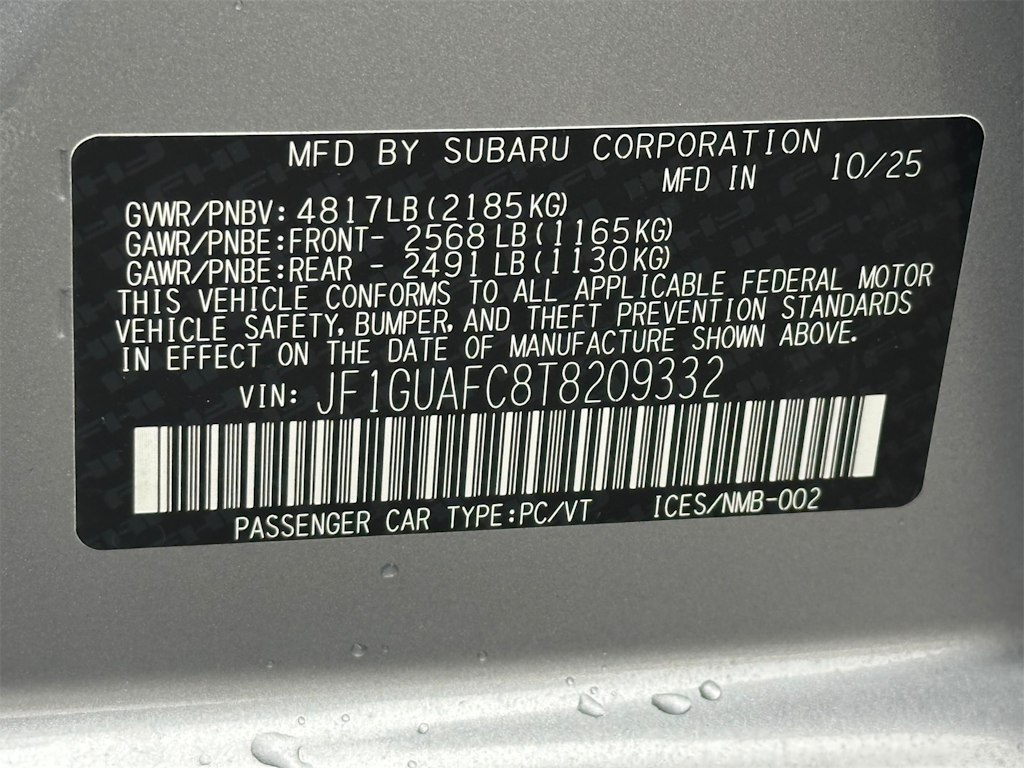 MFD BY SUBARU CORPORATION
MFD IN 10/25
GVWR/PNBV: 4817LB(2185KG)
GAWR/PNBE:FRONT- 2568LB(1165KG)
GAWR/PNBE:REAR - 2491LB(1130KG)
THIS VEHICLE CONFORMS TO ALL APPLICABLE FEDERAL MOTOR
VEHICLE SAFETY, BUMPER, AND THEFT PREVENTION STANDARDS
IN EFFECT ON THE DATE OF MANUFACTURE SHOWN ABOVE.
VIN: JF1GUAFC8T8209332
PASSENGER CAR TYPE:PC/VT ICES/NMB-002